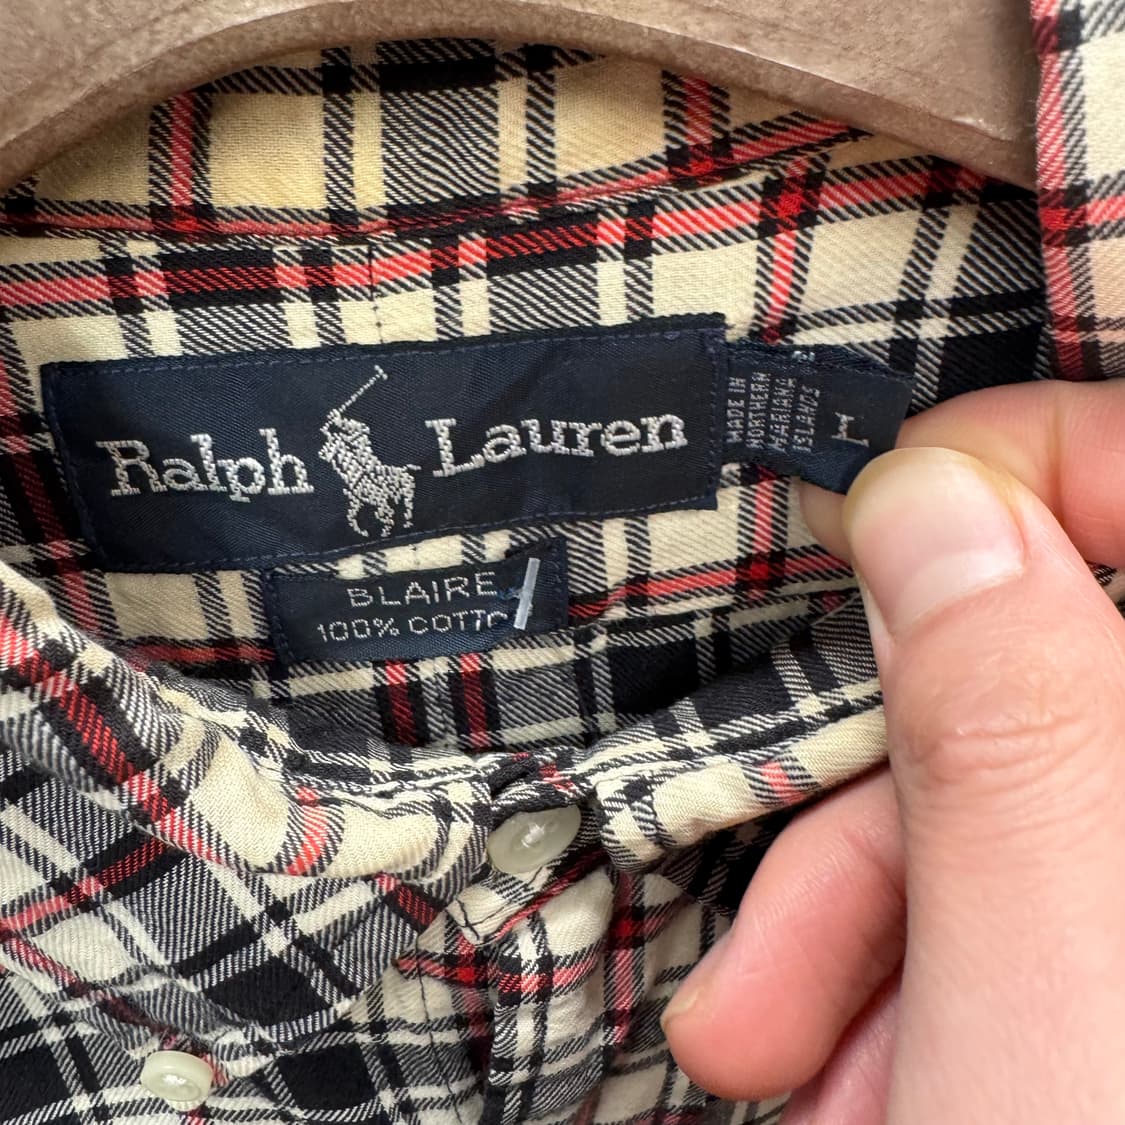 Ralph Lauren
MADE IN
NORTHERN
MARIANA
ISLANDS
L
BLAIRE
100% COTTO